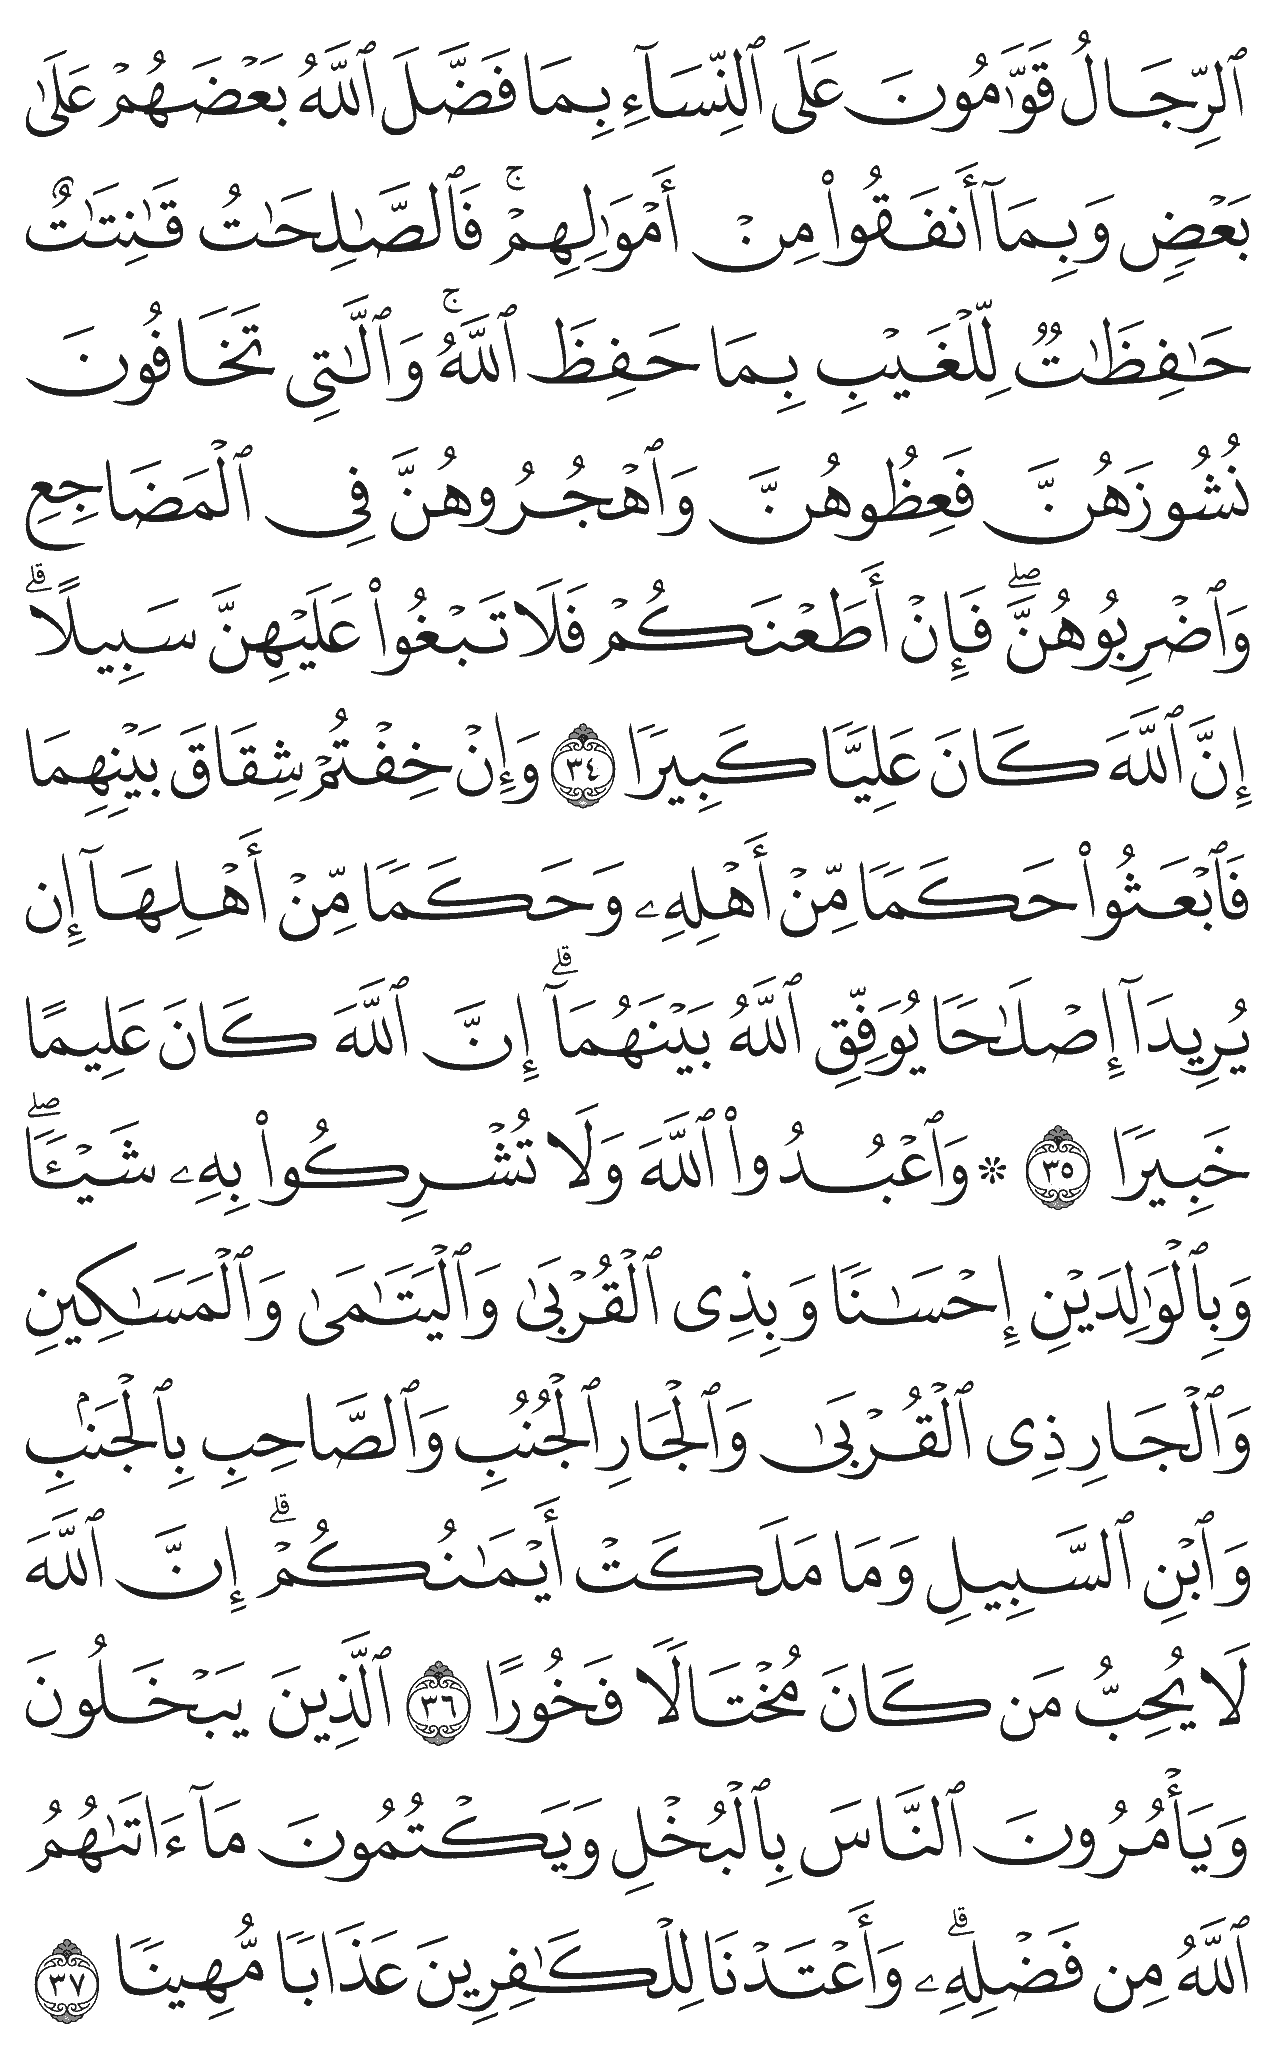 ٱلرِّجَالُ قَوَّٰمُونَ عَلَى ٱلنِّسَآءِ بِمَا فَضَّلَ ٱللَّهُ بَعْضَهُمْ عَلَىٰ
بَعْضٍ وَبِمَآ أَنفَقُوا۟ مِنْ أَمْوَٰلِهِمْ ۚ فَٱلصَّـٰلِحَـٰتُ قَـٰنِتَـٰتٌ
حَـٰفِظَـٰتٌ لِّلْغَيْبِ بِمَا حَفِظَ ٱللَّهُ ۚ وَٱلَّـٰتِى تَخَافُونَ
نُشُوزَهُنَّ فَعِظُوهُنَّ وَٱهْجُرُوهُنَّ فِى ٱلْمَضَاجِعِ
وَٱضْرِبُوهُنَّ ۖ فَإِنْ أَطَعْنَكُمْ فَلَا تَبْغُوا۟ عَلَيْهِنَّ سَبِيلًا ۗ
إِنَّ ٱللَّهَ كَانَ عَلِيًّا كَبِيرًا ٣٤ وَإِنْ خِفْتُمْ شِقَاقَ بَيْنِهِمَا
فَٱبْعَثُوا۟ حَكَمًا مِّنْ أَهْلِهِۦ وَحَكَمًا مِّنْ أَهْلِهَآ إِن
يُرِيدَآ إِصْلَـٰحًا يُوَفِّقِ ٱللَّهُ بَيْنَهُمَآ ۗ إِنَّ ٱللَّهَ كَانَ عَلِيمًا
خَبِيرًا ٣٥ ۞ وَٱعْبُدُوا۟ ٱللَّهَ وَلَا تُشْرِكُوا۟ بِهِۦ شَيْـًٔا ۖ
وَبِٱلْوَٰلِدَيْنِ إِحْسَـٰنًا وَبِذِى ٱلْقُرْبَىٰ وَٱلْيَتَـٰمَىٰ وَٱلْمَسَـٰكِينِ
وَٱلْجَارِ ذِى ٱلْقُرْبَىٰ وَٱلْجَارِ ٱلْجُنُبِ وَٱلصَّاحِبِ بِٱلْجَنۢبِ
وَٱبْنِ ٱلسَّبِيلِ وَمَا مَلَكَتْ أَيْمَـٰنُكُمْ ۗ إِنَّ ٱللَّهَ
لَا يُحِبُّ مَن كَانَ مُخْتَالًا فَخُورًا ٣٦ ٱلَّذِينَ يَبْخَلُونَ
وَيَأْمُرُونَ ٱلنَّاسَ بِٱلْبُخْلِ وَيَكْتُمُونَ مَآ ءَاتَىٰهُمُ
ٱللَّهُ مِن فَضْلِهِۦ ۗ وَأَعْتَدْنَا لِلْكَـٰفِرِينَ عَذَابًا مُّهِينًا ٣٧